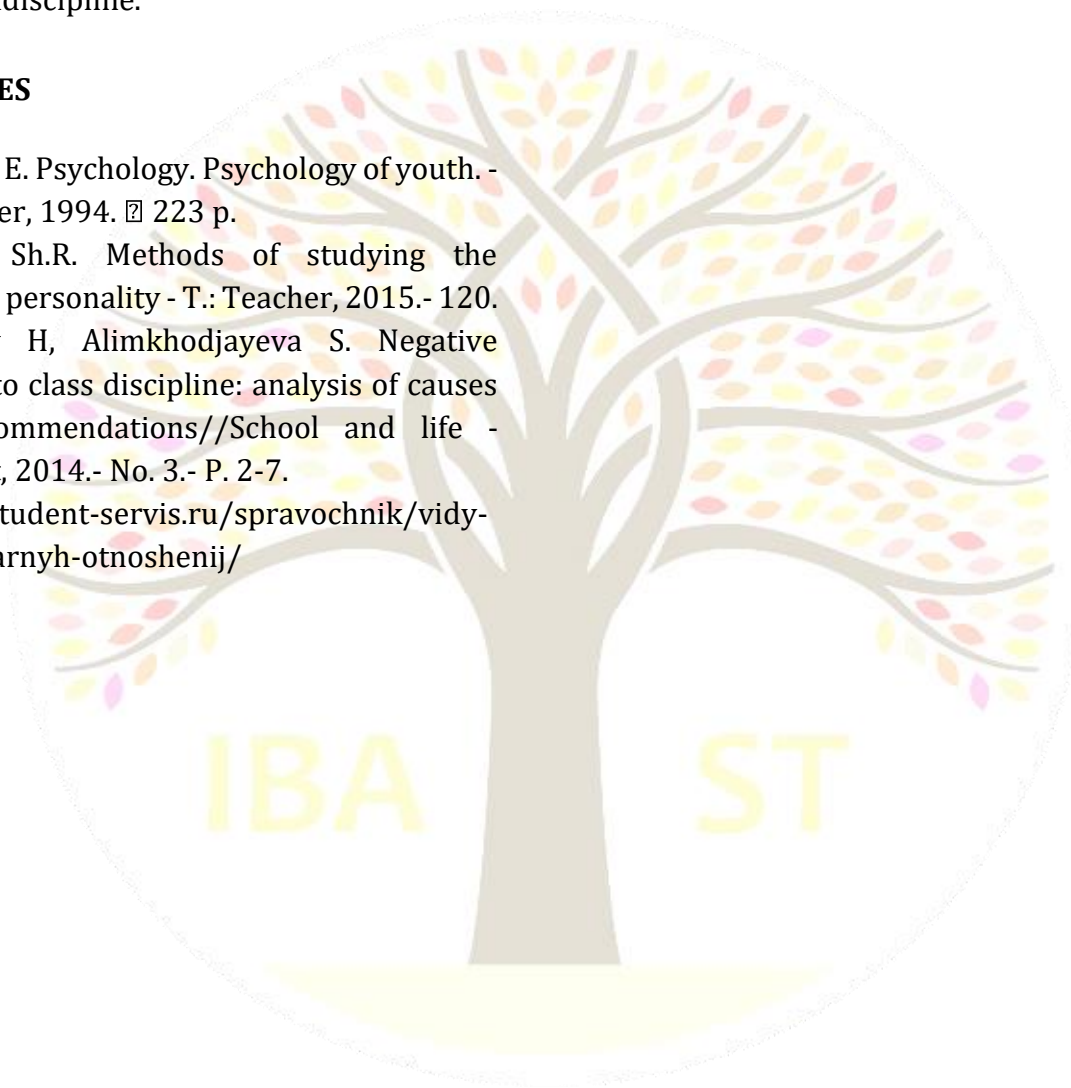 discipline.
ES
E. Psychology. Psychology of youth. -
er, 1994. 223 p.
Sh.R. Methods of studying the
personality - T.: Teacher, 2015.- 120.
H, Alimkhodjayeva S. Negative
to class discipline: analysis of causes
ommendations//School and life -
, 2014.- No. 3.- P. 2-7.
tudent-servis.ru/spravochnik/vidy-
arnyh-otnoshenij/
IBA ST